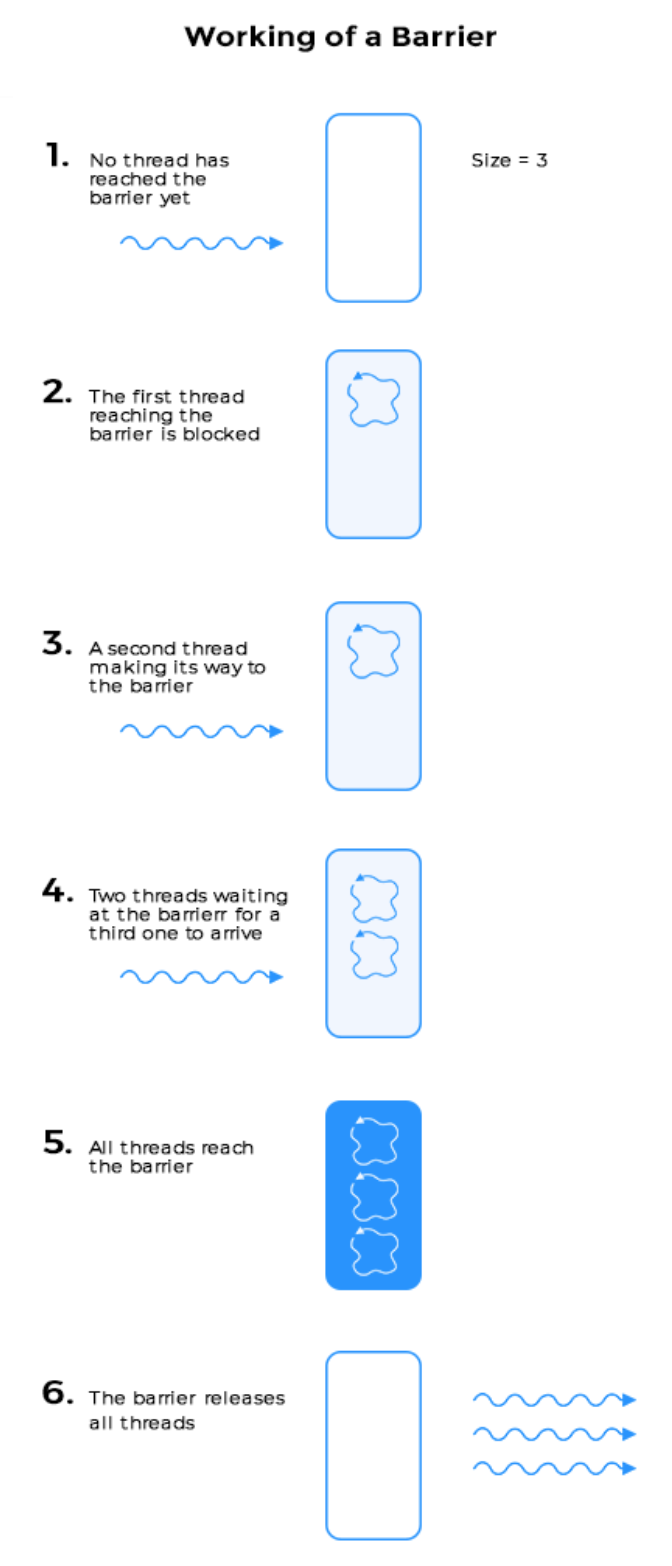 Working of a Barrier
1. No thread has
reached the
barrier yet
Size = 3
2. The first thread
reaching the
barrier is blocked
3. A second thread
making its way to
the barrier
4. Two threads waiting
at the barrierr for a
third one to arrive
5. All threads reach
the barrier
6. The barrier releases
all threads